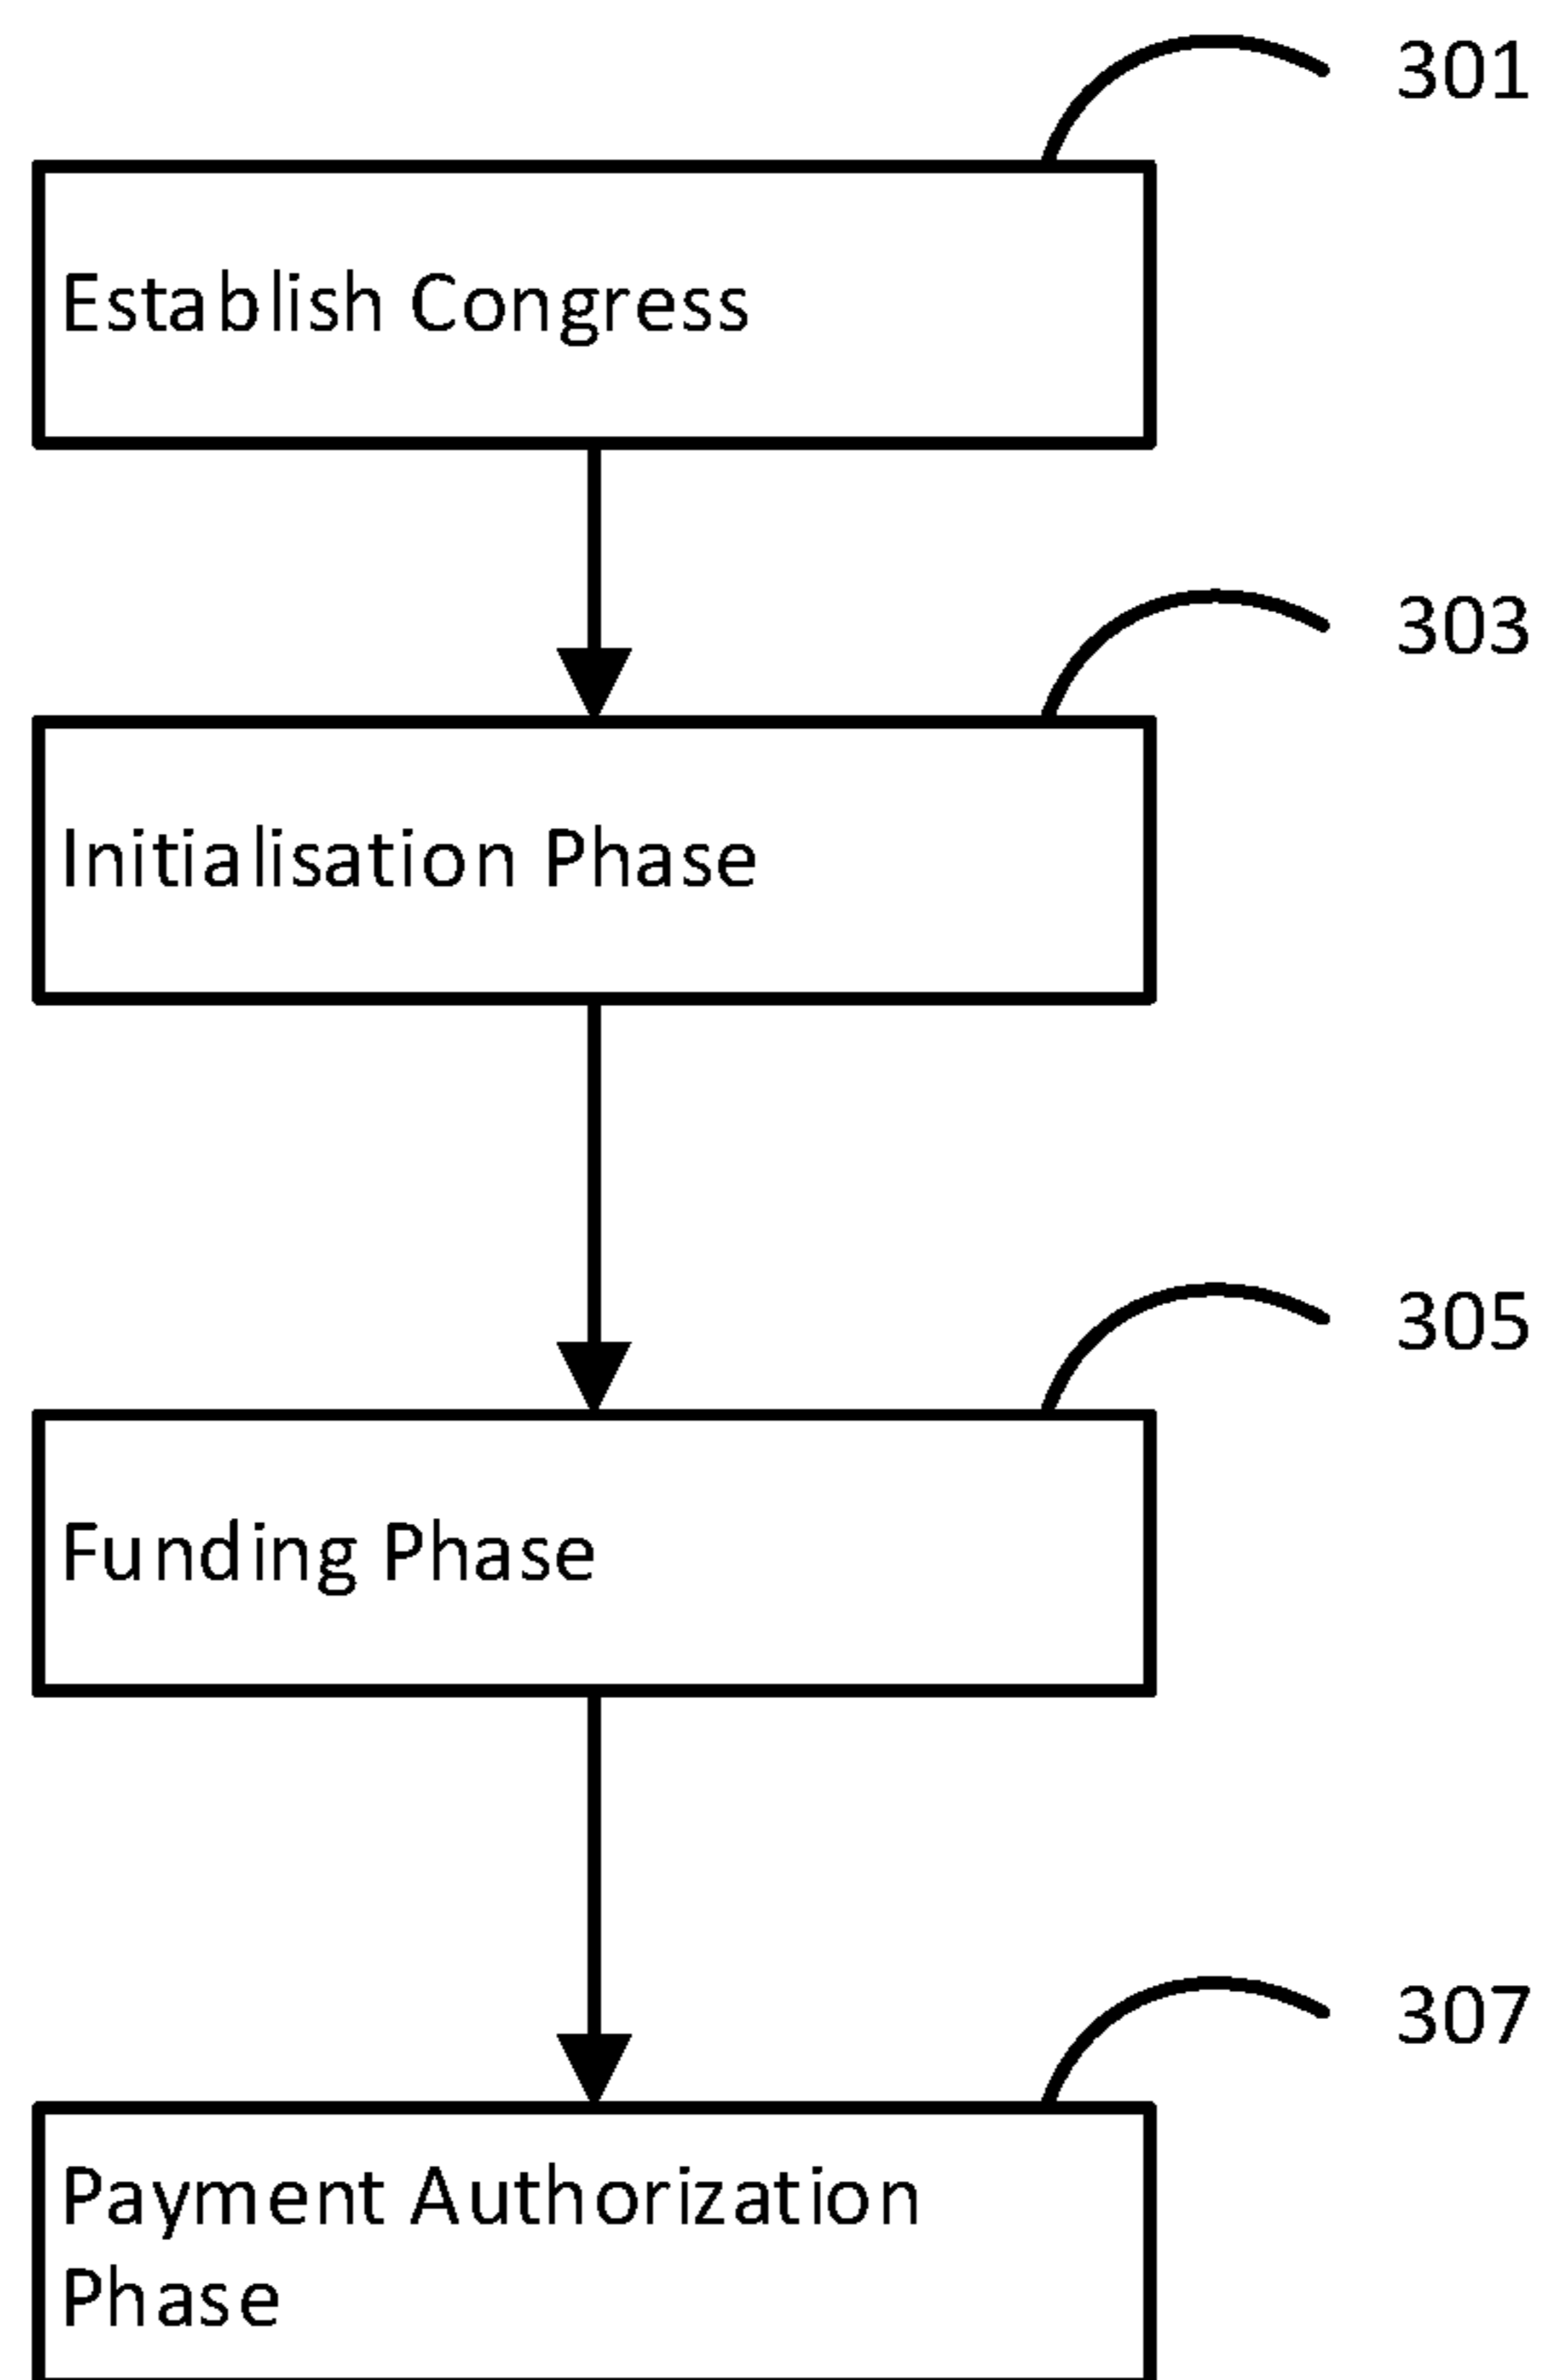 301
Establish Congress
303
Initialisation Phase
305
Funding Phase
307
Payment Authorization
Phase